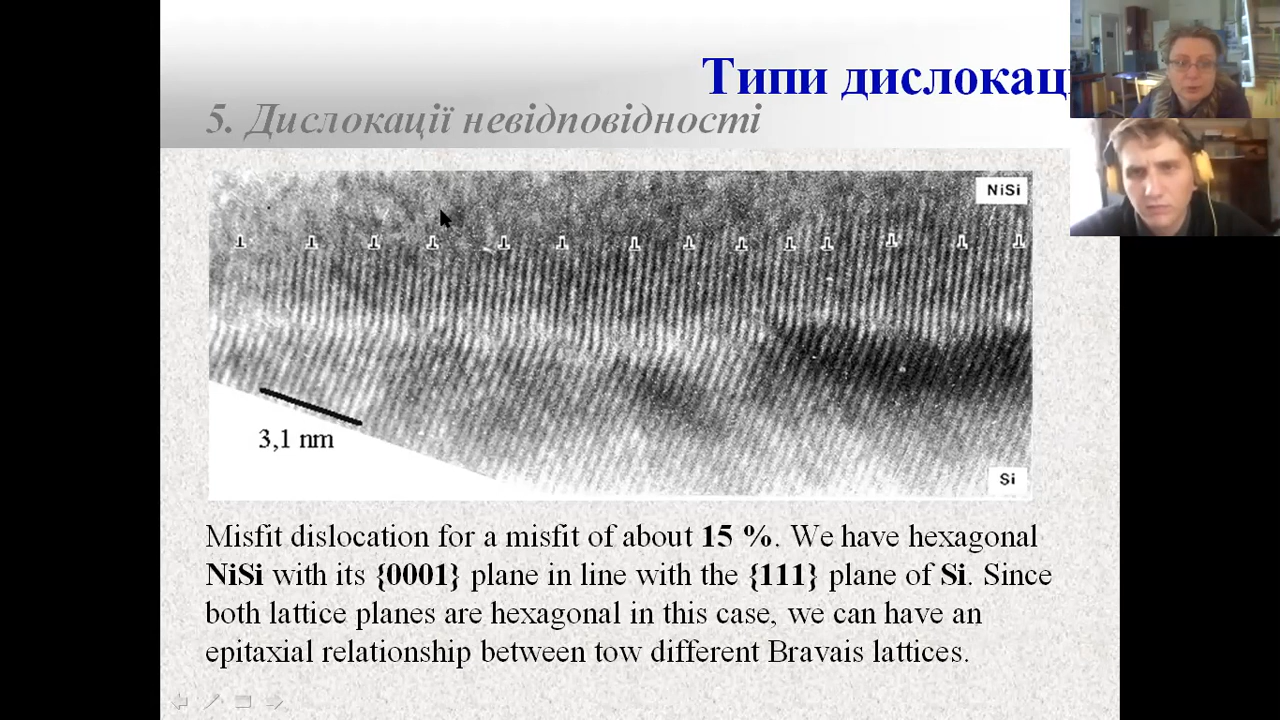 Типи дислокаці
5. Дислокації невідповідності
NiSi
3,1 nm
Si
Misfit dislocation for a misfit of about 15 %. We have hexagonal
NiSi with its {0001} plane in line with the {111} plane of Si. Since
both lattice planes are hexagonal in this case, we can have an
epitaxial relationship between tow different Bravais lattices.